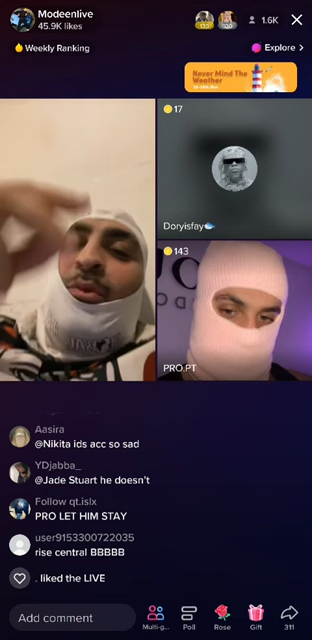 Modeenlive
45.9K likes
1.6K
Weekly Ranking
Explore >
Never Mind The
Weather
17
Doryisfay
143
PRO.PT
Aasira
@Nikita ids acc so sad
YDjabba_
@Jade Stuart he doesn't
Follow qt.islx
PRO LET HIM STAY
user9153300722035
rise central BBBBB
. liked the LIVE
Add comment
Multi-g...
Poll
Rose
Gift
311